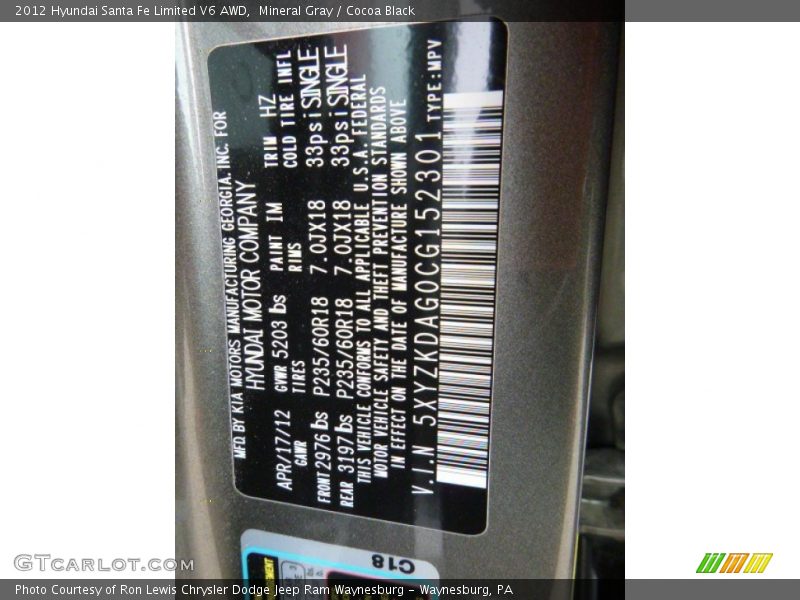 2012 Hyundai Santa Fe Limited V6 AWD,  Mineral Gray / Cocoa Black
MFD BY KIA MOTORS MANUFACTURING GEORGIA, INC. FOR
HYUNDAI MOTOR COMPANY
APR/17/12 GVWR 5203 lbs PAINT IM TRIM HZ
GAWR TIRES RIMS COLD TIRE INFL
FRONT 2976 lbs P235/60R18 7.0JX18 33psi SINGLE
REAR 3197 lbs P235/60R18 7.0JX18 33psi SINGLE
THIS VEHICLE CONFORMS TO ALL APPLICABLE U.S.A. FEDERAL
MOTOR VEHICLE SAFETY AND THEFT PREVENTION STANDARDS
IN EFFECT ON THE DATE OF MANUFACTURE SHOWN ABOVE
V.I.N 5XYZKDAG0CG152301 TYPE:MPV
C18
GTcarlot.com
Photo Courtesy of Ron Lewis Chrysler Dodge Jeep Ram Waynesburg - Waynesburg, PA